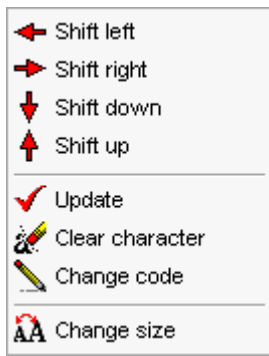 Shift left
Shift right
Shift down
Shift up
Update
Clear character
Change code
Change size